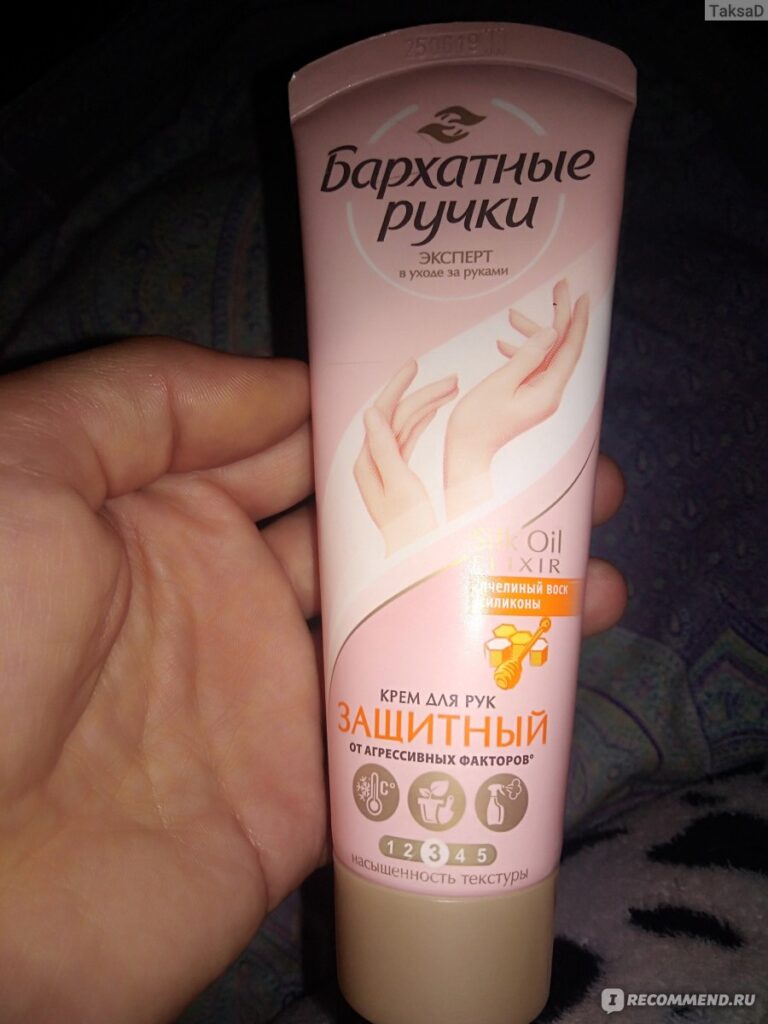 TaksaD
Бархатные
ручки
ЭКСПЕРТ
в уходе за руками
Oil
пчелиный воск
силиконы
КРЕМ ДЛЯ РУК
ЗАЩИТНЫЙ
ОТ АГРЕССИВНЫХ ФАКТОРОВ*
C°
1 2 3 4 5
насыщенность текстуры
IRECOMMEND.RU